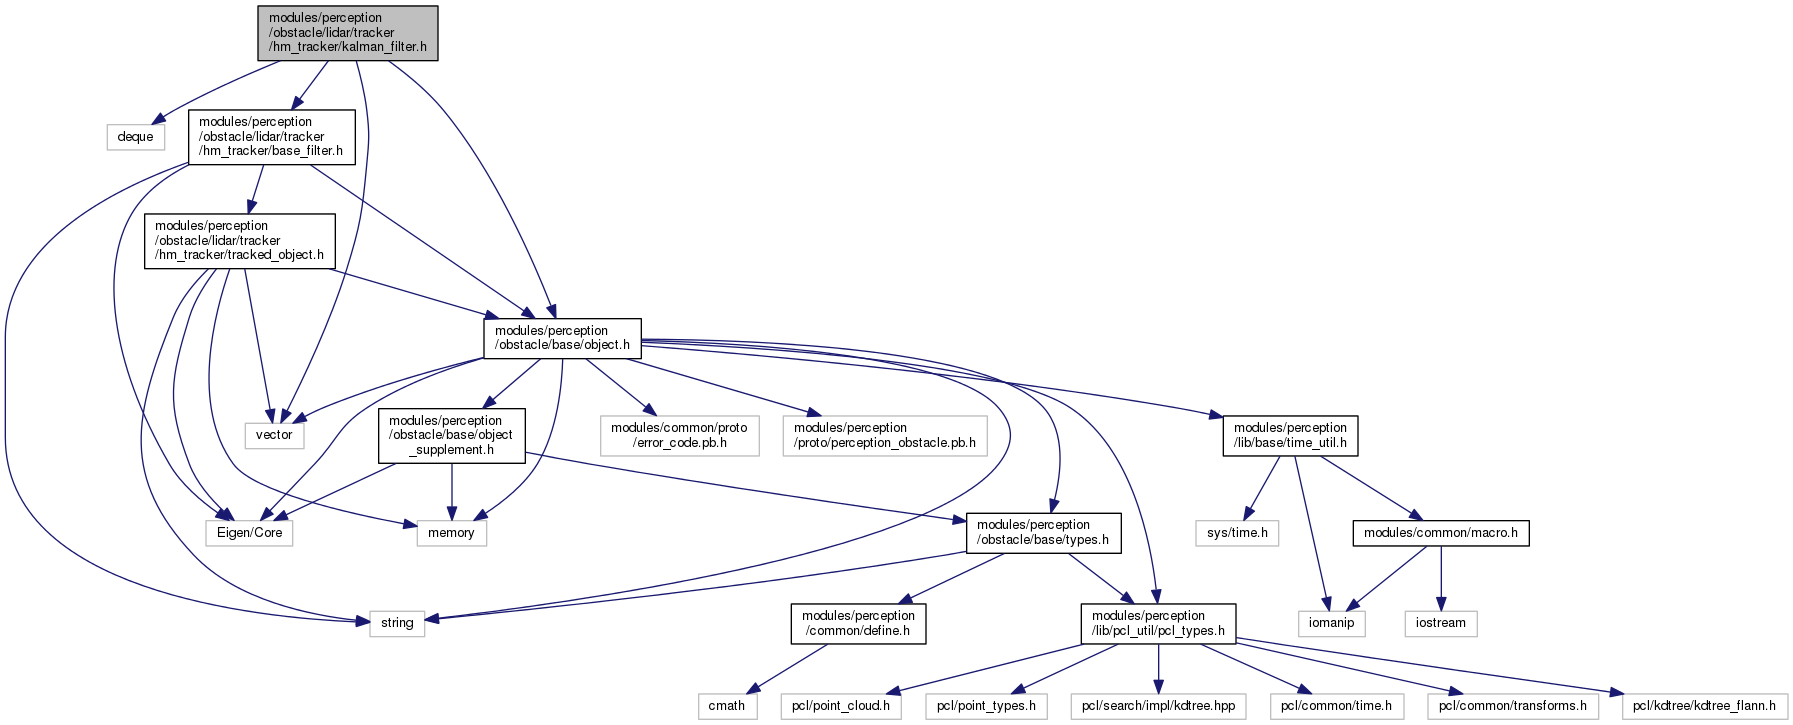 modules/perception
/obstacle/lidar/tracker
/hm_tracker/kalman_filter.h
deque
modules/perception
/obstacle/lidar/tracker
/hm_tracker/base_filter.h
modules/perception
/obstacle/lidar/tracker
/hm_tracker/tracked_object.h
modules/perception
/obstacle/base/object.h
vector
modules/perception
/obstacle/base/object
_supplement.h
modules/common/proto
/error_code.pb.h
modules/perception
/proto/perception_obstacle.pb.h
modules/perception
/lib/base/time_util.h
Eigen/Core
memory
modules/perception
/obstacle/base/types.h
sys/time.h
modules/common/macro.h
string
modules/perception
/common/define.h
modules/perception
/lib/pcl_util/pcl_types.h
iomanip
iostream
cmath
pcl/point_cloud.h
pcl/point_types.h
pcl/search/impl/kdtree.hpp
pcl/common/time.h
pcl/common/transforms.h
pcl/kdtree/kdtree_flann.h